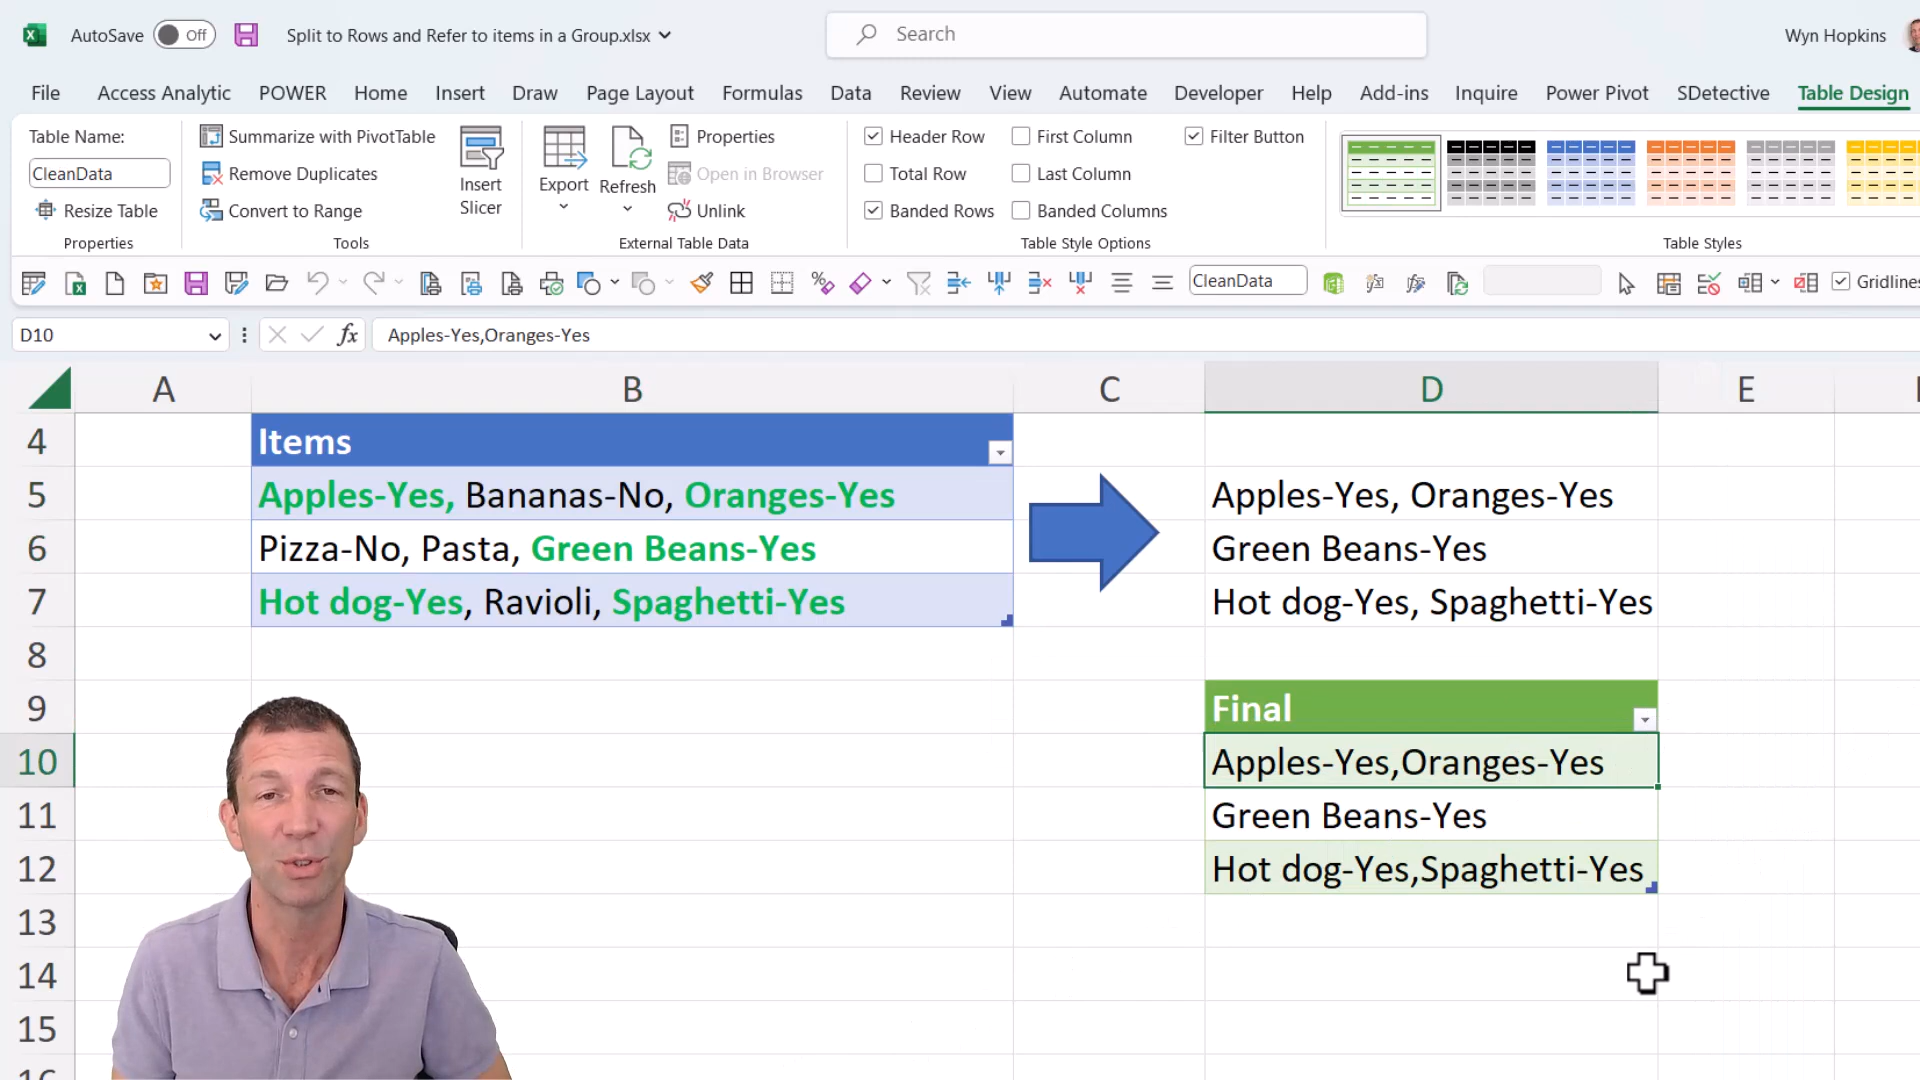 AutoSave Off Split to Rows and Refer to items in a Group.xlsx Search Wyn Hopkins
File Access Analytic POWER Home Insert Draw Page Layout Formulas Data Review View Automate Developer Help Add-ins Inquire Power Pivot SDetective Table Design
Table Name:
CleanData
Resize Table
Properties
Summarize with PivotTable
Remove Duplicates
Convert to Range
Tools
Insert
Slicer
Export
Refresh
Properties
Open in Browser
Unlink
External Table Data
Header Row
Total Row
Banded Rows
First Column
Last Column
Banded Columns
Filter Button
Table Style Options
Table Styles
CleanData Gridlines
D10 fx Apples-Yes,Oranges-Yes
A B C D E
4 Items
5 Apples-Yes, Bananas-No, Oranges-Yes Apples-Yes, Oranges-Yes
6 Pizza-No, Pasta, Green Beans-Yes Green Beans-Yes
7 Hot dog-Yes, Ravioli, Spaghetti-Yes Hot dog-Yes, Spaghetti-Yes
8
9 Final
10 Apples-Yes,Oranges-Yes
11 Green Beans-Yes
12 Hot dog-Yes,Spaghetti-Yes
13
14
15
16